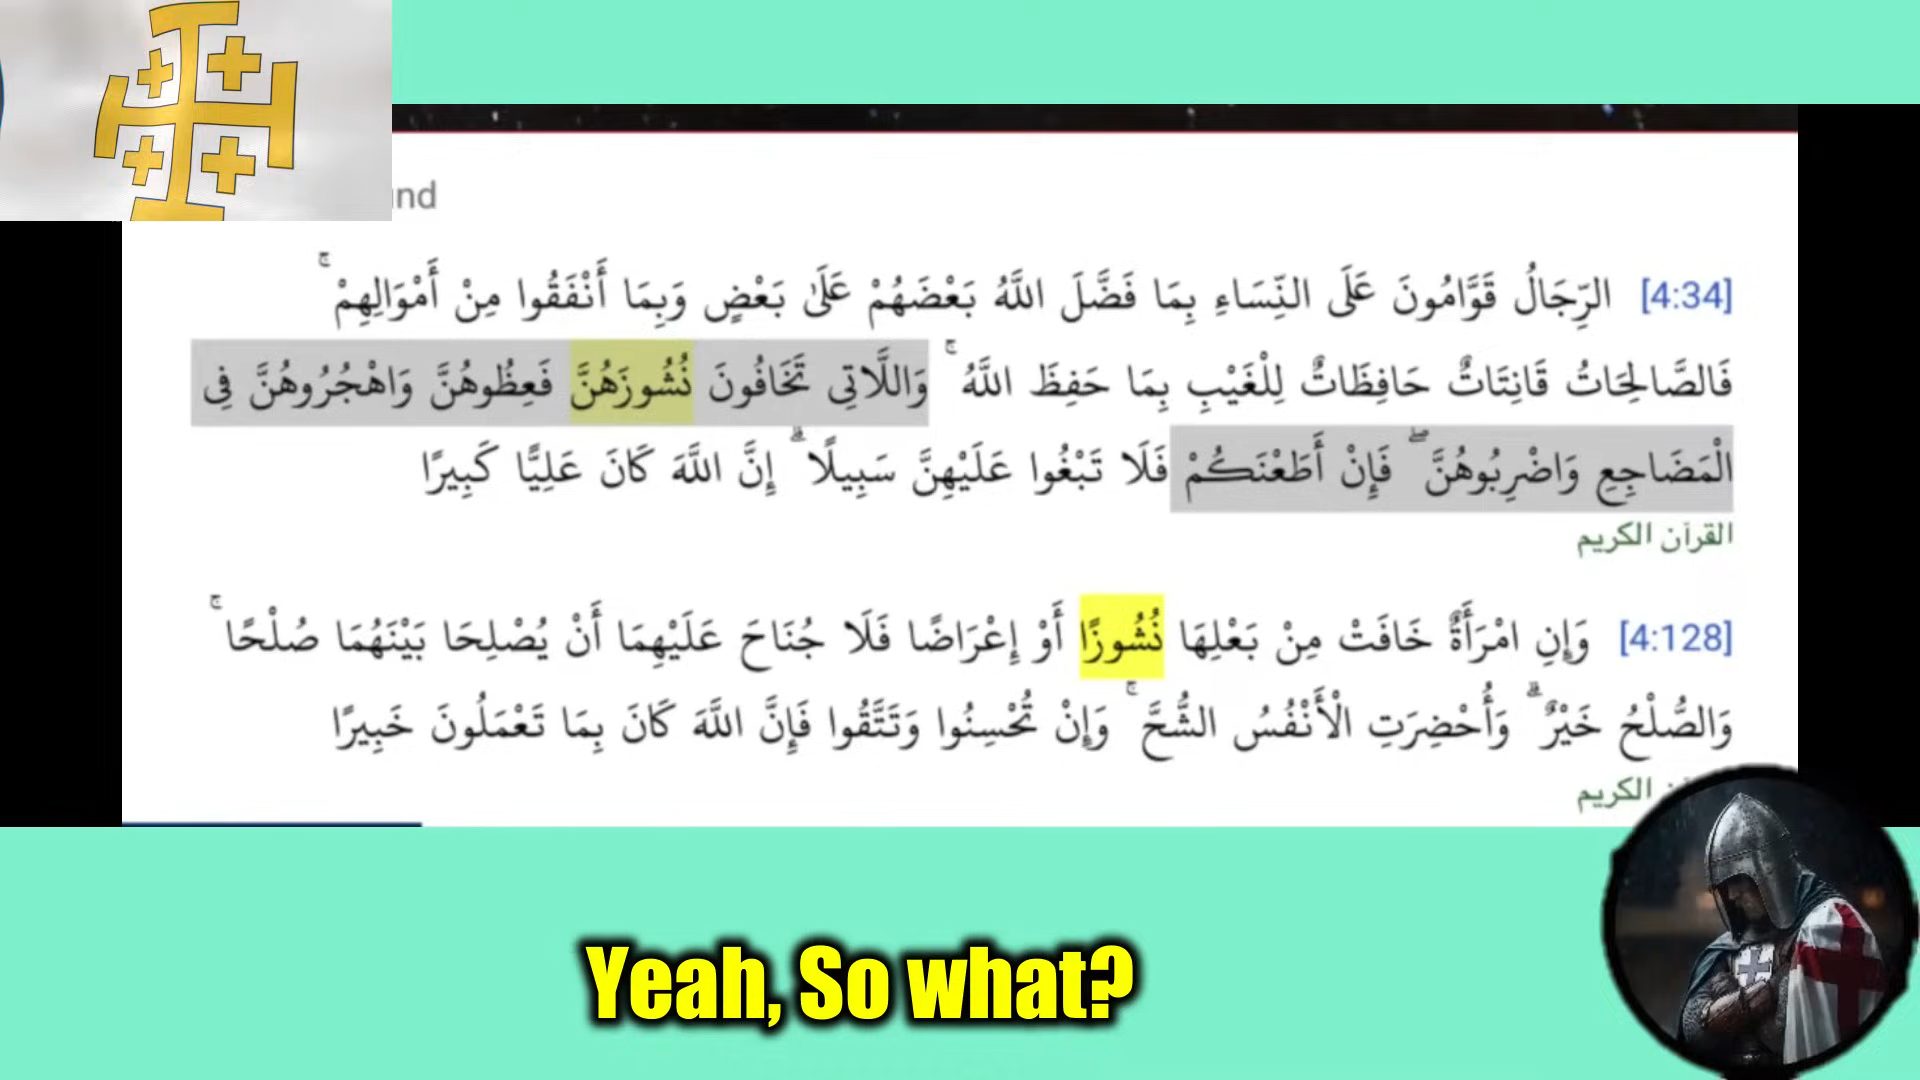 [4:34] الرِّجَالُ قَوَّامُونَ عَلَى النِّسَاءِ بِمَا فَضَّلَ اللَّهُ بَعْضَهُمْ عَلَىٰ بَعْضٍ وَبِمَا أَنْفَقُوا مِنْ أَمْوَالِهِمْ ۚ
فَالصَّالِحَاتُ قَانِتَاتٌ حَافِظَاتٌ لِلْغَيْبِ بِمَا حَفِظَ اللَّهُ ۚ وَاللَّاتِي تَخَافُونَ نُشُوزَهُنَّ فَعِظُوهُنَّ وَاهْجُرُوهُنَّ فِي
الْمَضَاجِعِ وَاضْرِبُوهُنَّ ۖ فَإِنْ أَطَعْنَكُمْ فَلَا تَبْغُوا عَلَيْهِنَّ سَبِيلًا ۗ إِنَّ اللَّهَ كَانَ عَلِيًّا كَبِيرًا
القرآن الكريم
[4:128] وَإِنِ امْرَأَةٌ خَافَتْ مِنْ بَعْلِهَا نُشُوزًا أَوْ إِعْرَاضًا فَلَا جُنَاحَ عَلَيْهِمَا أَنْ يُصْلِحَا بَيْنَهُمَا صُلْحًا ۚ
وَالصُّلْحُ خَيْرٌ ۗ وَأُحْضِرَتِ الْأَنْفُسُ الشُّحَّ ۚ وَإِنْ تُحْسِنُوا وَتَتَّقُوا فَإِنَّ اللَّهَ كَانَ بِمَا تَعْمَلُونَ خَبِيرًا
الكريم
Yeah, So what?